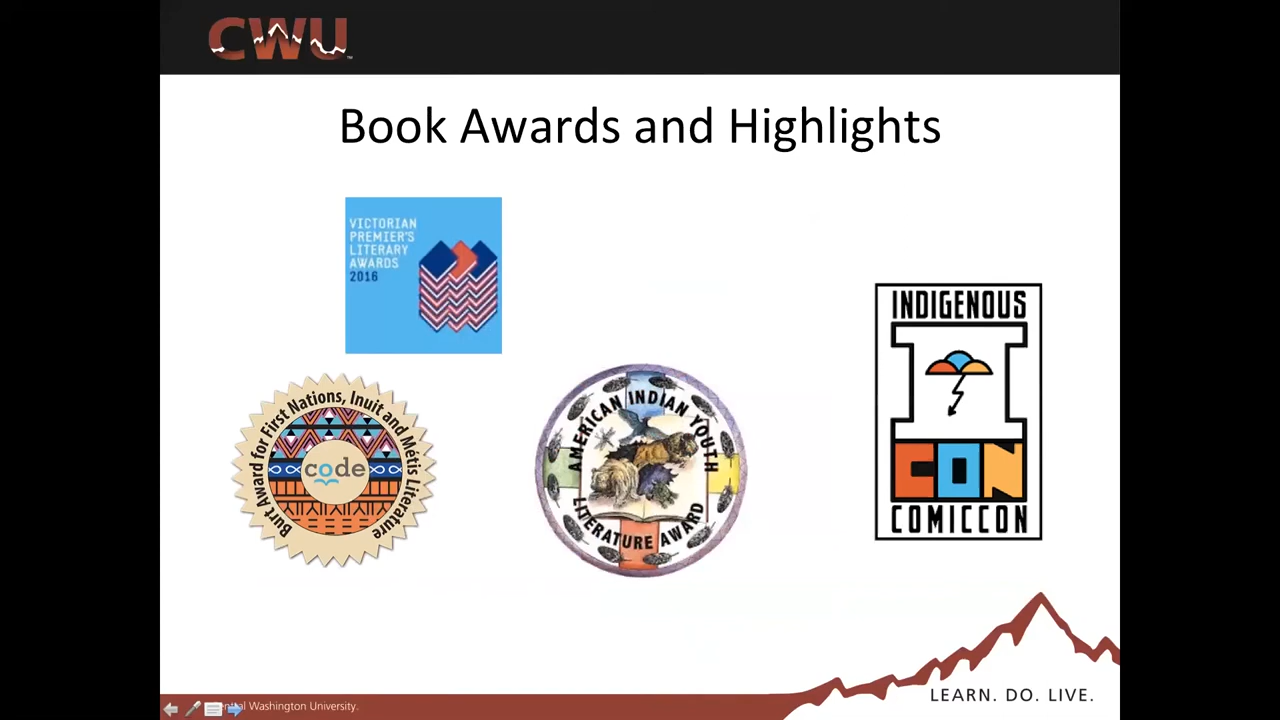 CWU
Book Awards and Highlights
VICTORIAN
PREMIER'S
LITERARY
AWARDS
2016
Burt Award for First Nations, Inuit and Métis Literature
code
AMERICAN INDIAN YOUTH
LITERATURE AWARD
INDIGENOUS
I
CON
COMICCON
LEARN. DO. LIVE.
Washington University.